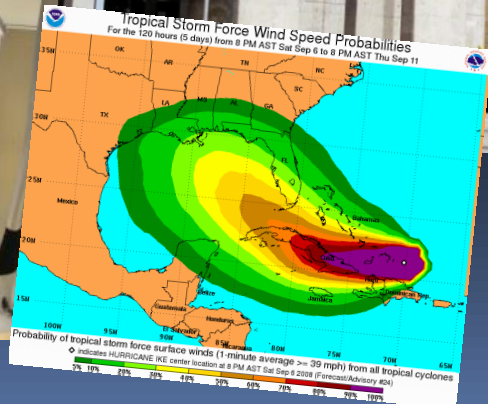 Tropical Storm Force Wind Speed Probabilities
For the 120 hours (5 days) from 8 PM AST Sat Sep 6 to 8 PM AST Thu Sep 11
NOAA
35N
OK
AR
TN
NC
SC
MS
AL
GA
LA
TX
30N
FL
25N
Mexico
Bahamas
20N
Cuba
Dominican Rep.
Jamaica
Belize
15N
Guatemala
Honduras
El Salvador
Nicaragua
100W
95W
90W
85W
80W
75W
70W
65W
Probability of tropical storm force surface winds (1-minute average >= 39 mph) from all tropical cyclones
indicates HURRICANE IKE center location at 8 PM AST Sat Sep 6 2008 (Forecast/Advisory #24)
5% 10% 20% 30% 40% 50% 60% 70% 80% 90% 100%